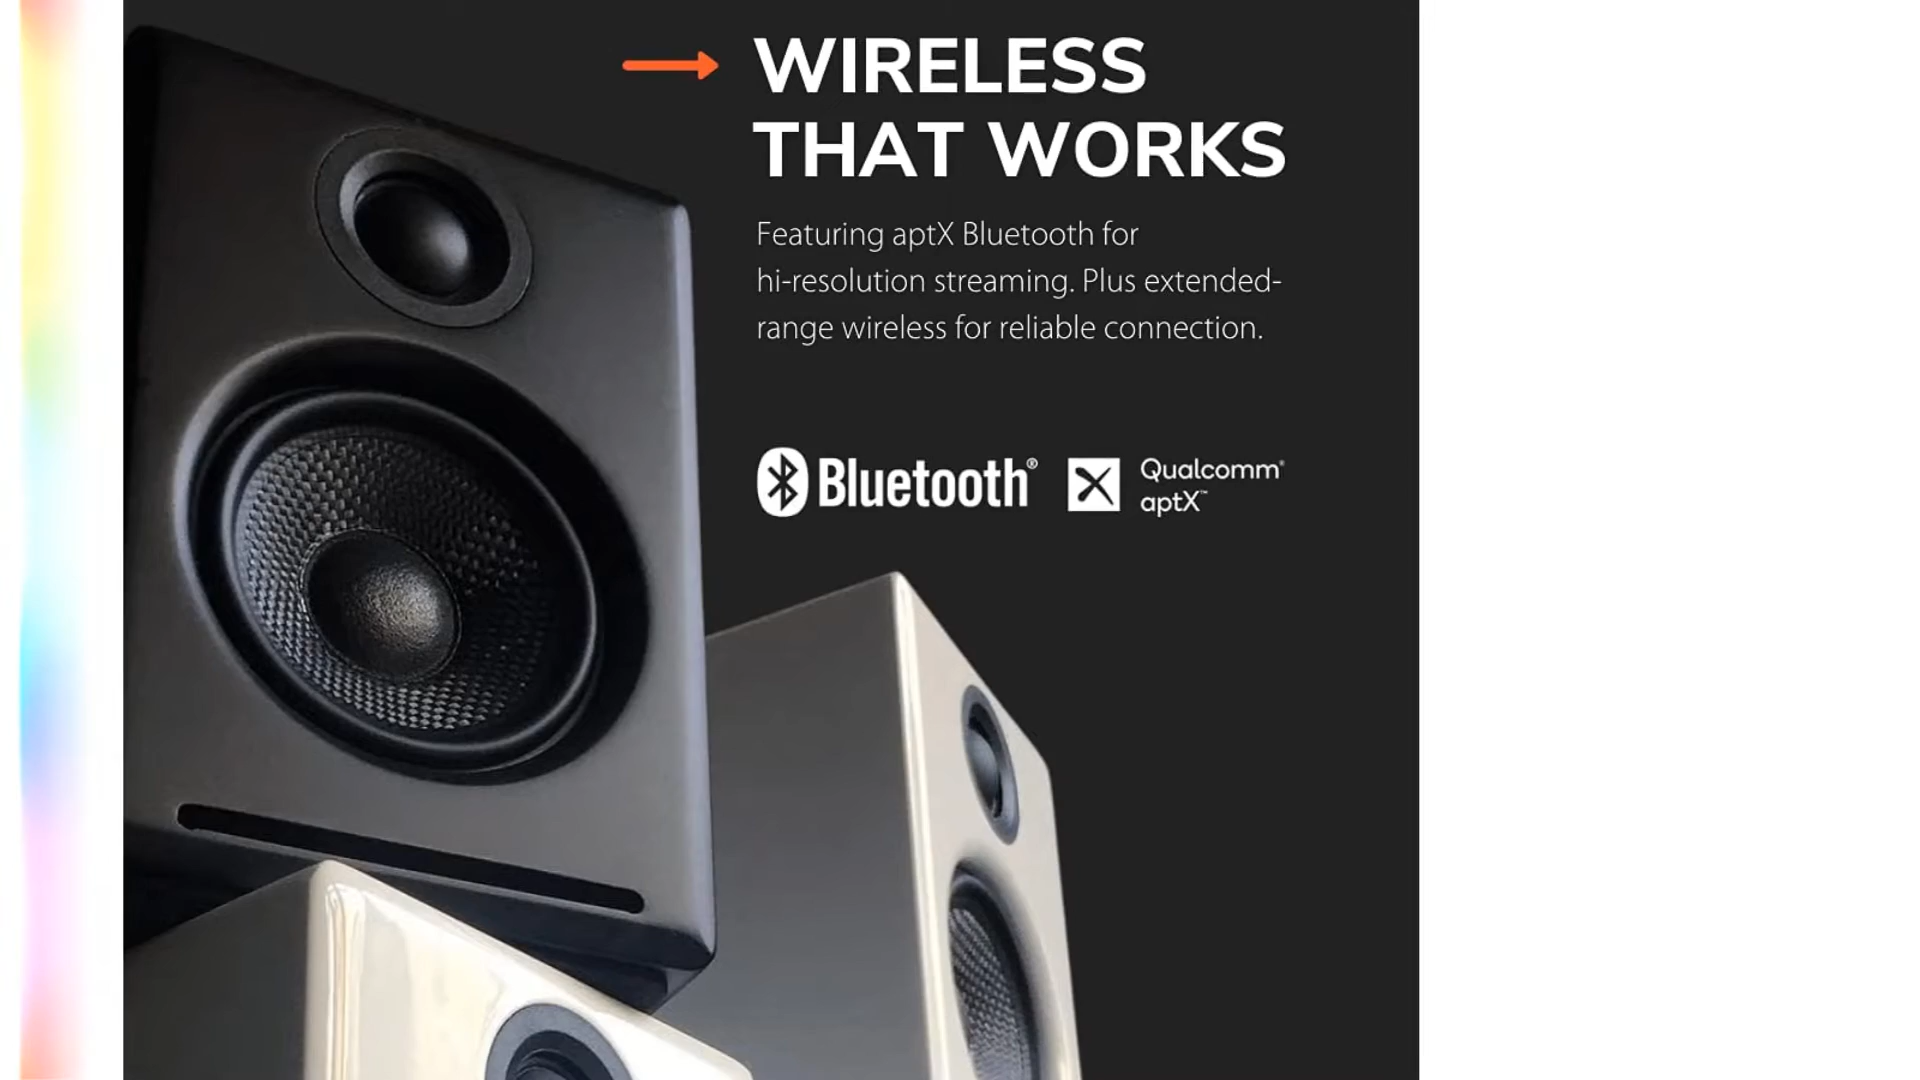 WIRELESS
THAT WORKS
Featuring aptX Bluetooth for
hi-resolution streaming. Plus extended-
range wireless for reliable connection.
Bluetooth®
Qualcomm®
aptX™